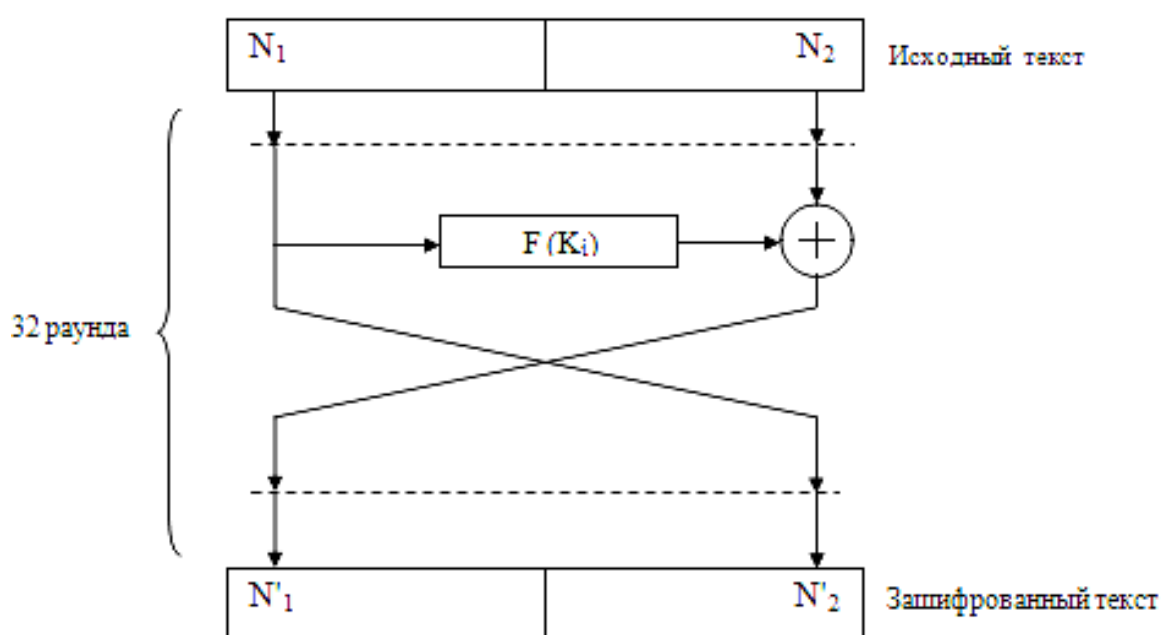 N₁ N₂ Исходный текст
F (Kᵢ)
32 раунда
N'₁ N'₂ Зашифрованный текст